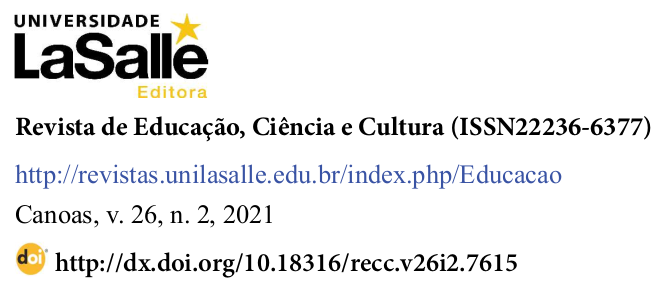 UNIVERSIDADE
LaSalle
Editora
Revista de Educação, Ciência e Cultura (ISSN22236-6377)
http://revistas.unilasalle.edu.br/index.php/Educacao
Canoas, v. 26, n. 2, 2021
doi http://dx.doi.org/10.18316/recc.v26i2.7615